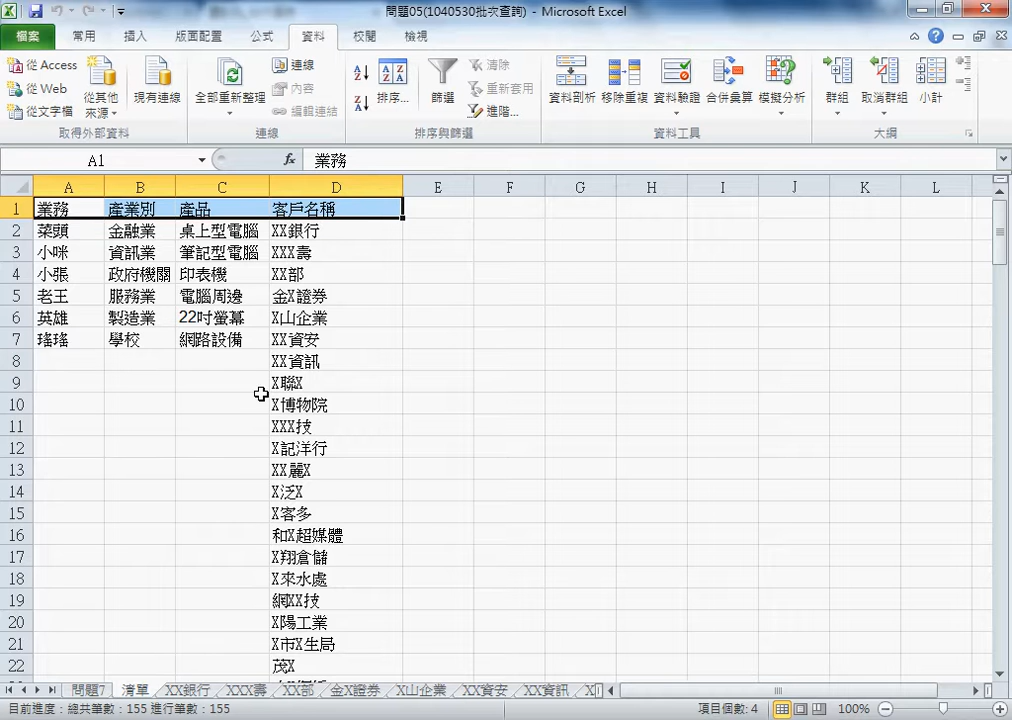 問題05(1040530批次查詢) - Microsoft Excel
檔案 常用 插入 版面配置 公式 資料 校閱 檢視
從 Access
從 Web
從文字檔
從其他來源
現有連線
取得外部資料
全部重新整理
連線
內容
編輯連結
連線
排序...
篩選
清除
重新套用
進階...
排序與篩選
資料剖析
移除重複
資料驗證
合併彙算
模擬分析
資料工具
群組
取消群組
小計
大綱
A1 fx 業務
A B C D E F G H I J K L
1 業務 產業別 產品 客戶名稱
2 菜頭 金融業 桌上型電腦 XX銀行
3 小咪 資訊業 筆記型電腦 XXX壽
4 小張 政府機關 印表機 XX部
5 老王 服務業 電腦周邊 金X證券
6 英雄 製造業 22吋螢幕 X山企業
7 瑤瑤 學校 網路設備 XX資安
8 XX資訊
9 X聯X
10 X博物院
11 XXX技
12 X記洋行
13 XX麗X
14 X泛X
15 X客多
16 和X超媒體
17 X翔倉儲
18 X來水處
19 網XX技
20 X陽工業
21 X市X生局
22 茂X
問題7 清單 XX銀行 XXX壽 XX部 金X證券 X山企業 XX資安 XX資訊
目前進度：總共筆數：155 進行筆數：155 項目個數: 4 100%